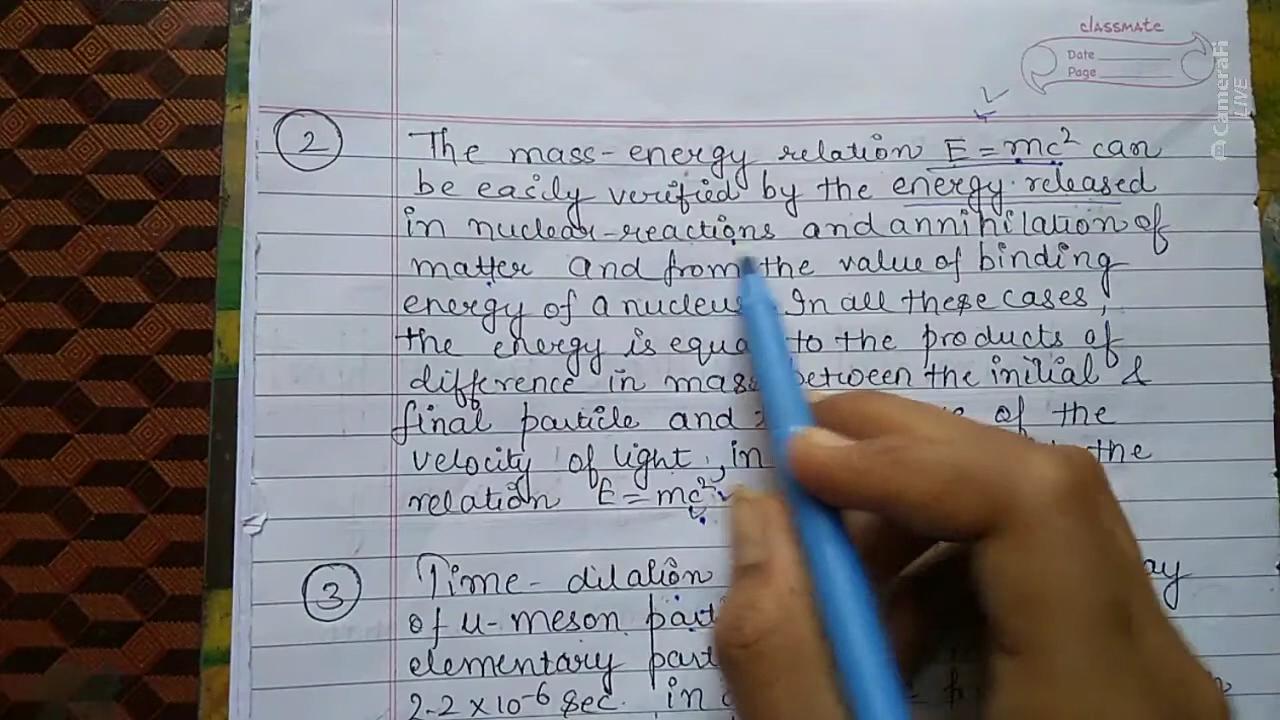 classmate
Date
Page
@ CameraFi
LIVE
2 The mass-energy relation E = mc² can
be easily verified by the energy released
in nuclear-reactions and annihilation of
matter and from the value of binding
energy of a nucleus. In all these cases,
the energy is equal to the products of
difference in mass between the initial &
final particle and of the
velocity of light, in the
relation E = mc²
3 Time-dilation
of u-meson
elementary
2.2 × 10⁻⁶ sec. in